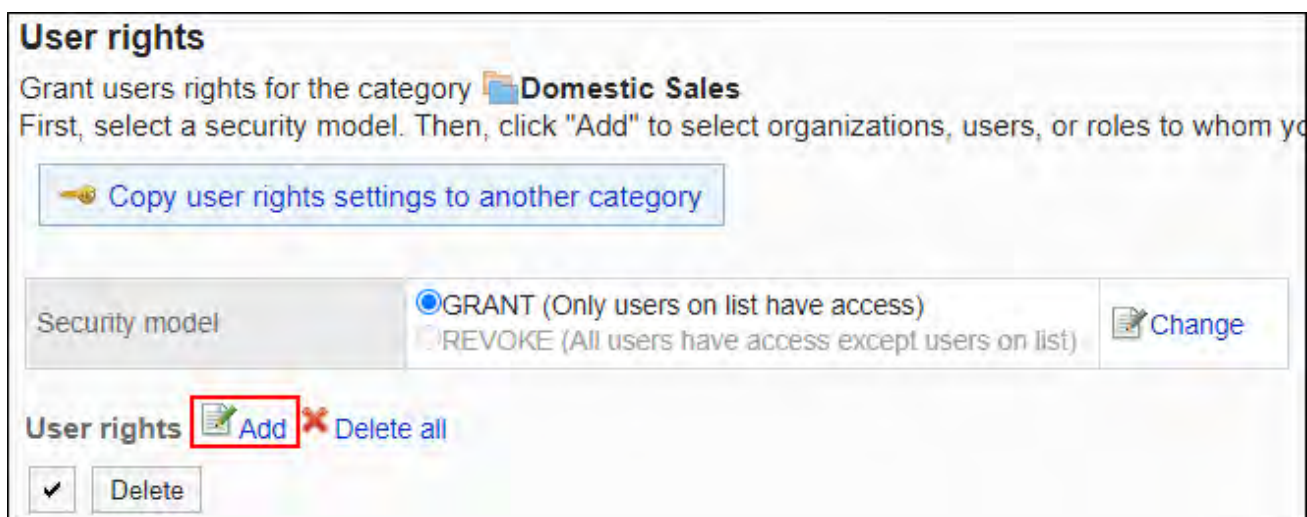 User rights
Grant users rights for the category Domestic Sales
First, select a security model. Then, click "Add" to select organizations, users, or roles to whom yo
Copy user rights settings to another category
Security model
GRANT (Only users on list have access)
REVOKE (All users have access except users on list)
Change
User rights Add Delete all
Delete